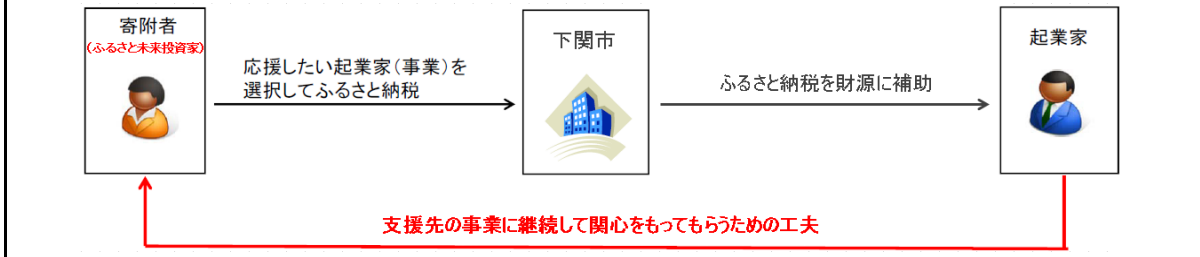 寄附者
(ふるさと未来投資家)
応援したい起業家(事業)を
選択してふるさと納税
下関市
ふるさと納税を財源に補助
起業家
支援先の事業に継続して関心をもってもらうための工夫